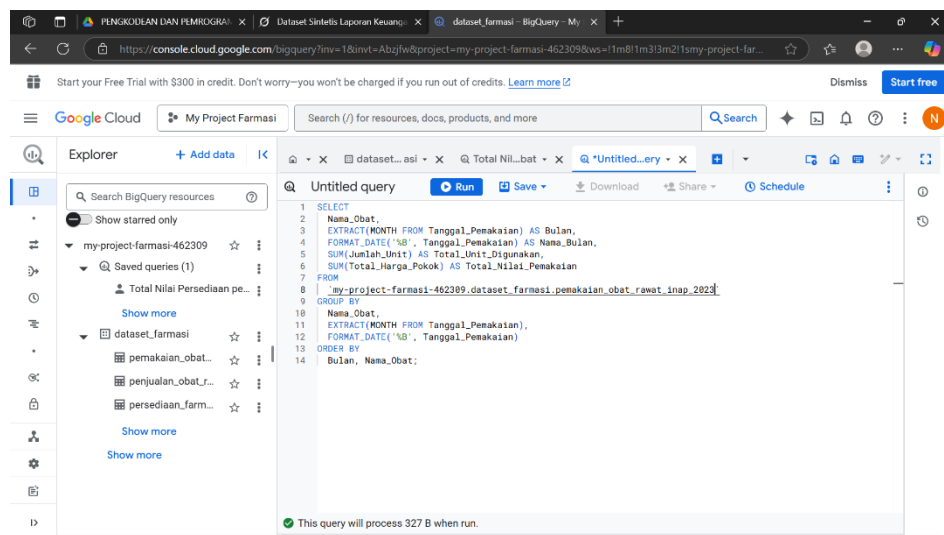 PENGKODEAN DAN PEMROGRAM
Dataset Sintetis Laporan Keuanga
dataset_farmasi – BigQuery – My
https://console.cloud.google.com/bigquery?inv=1&invt=Abzjfw&project=my-project-farmasi-462309&ws=!1m8!1m3!3m2!1smy-project-far...
Start your Free Trial with $300 in credit. Don't worry—you won't be charged if you run out of credits. Learn more
Dismiss
Start free
Google Cloud
My Project Farmasi
Search (/) for resources, docs, products, and more
Search
N
Explorer
+ Add data
dataset... asi
Total Nil...bat
*Untitled...ery
Search BigQuery resources
Show starred only
my-project-farmasi-462309
Saved queries (1)
Total Nilai Persediaan pe...
Show more
dataset_farmasi
pemakaian_obat...
penjualan_obat_r...
persediaan_farm...
Show more
Show more
Untitled query
Run
Save
Download
Share
Schedule
1 SELECT
2 Nama_Obat,
3 EXTRACT(MONTH FROM Tanggal_Pemakaian) AS Bulan,
4 FORMAT_DATE('%B', Tanggal_Pemakaian) AS Nama_Bulan,
5 SUM(Jumlah_Unit) AS Total_Unit_Digunakan,
6 SUM(Total_Harga_Pokok) AS Total_Nilai_Pemakaian
7 FROM
8 `my-project-farmasi-462309.dataset_farmasi.pemakaian_obat_rawat_inap_2023`
9 GROUP BY
10 Nama_Obat,
11 EXTRACT(MONTH FROM Tanggal_Pemakaian),
12 FORMAT_DATE('%B', Tanggal_Pemakaian)
13 ORDER BY
14 Bulan, Nama_Obat;
This query will process 327 B when run.